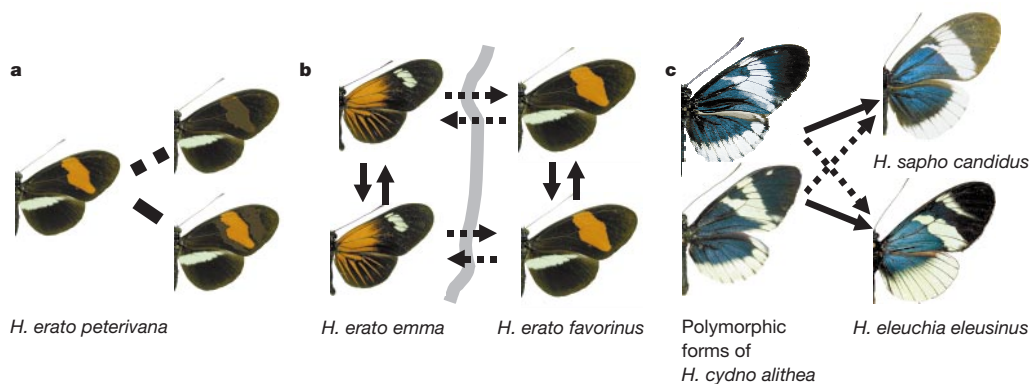 a
b
c
H. sapho candidus
H. erato peterivana
H. erato emma
H. erato favorinus
Polymorphic
forms of
H. cydno alithea
H. eleuchia eleusinus